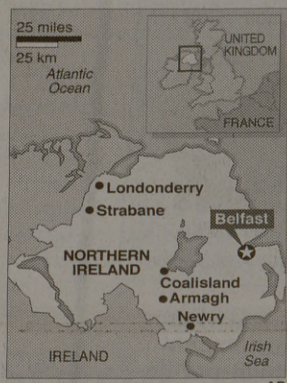 25 miles
25 km
Atlantic
Ocean
UNITED
KINGDOM
FRANCE
Londonderry
Strabane
Belfast
NORTHERN
IRELAND
Coalisland
Armagh
Newry
IRELAND
Irish
Sea